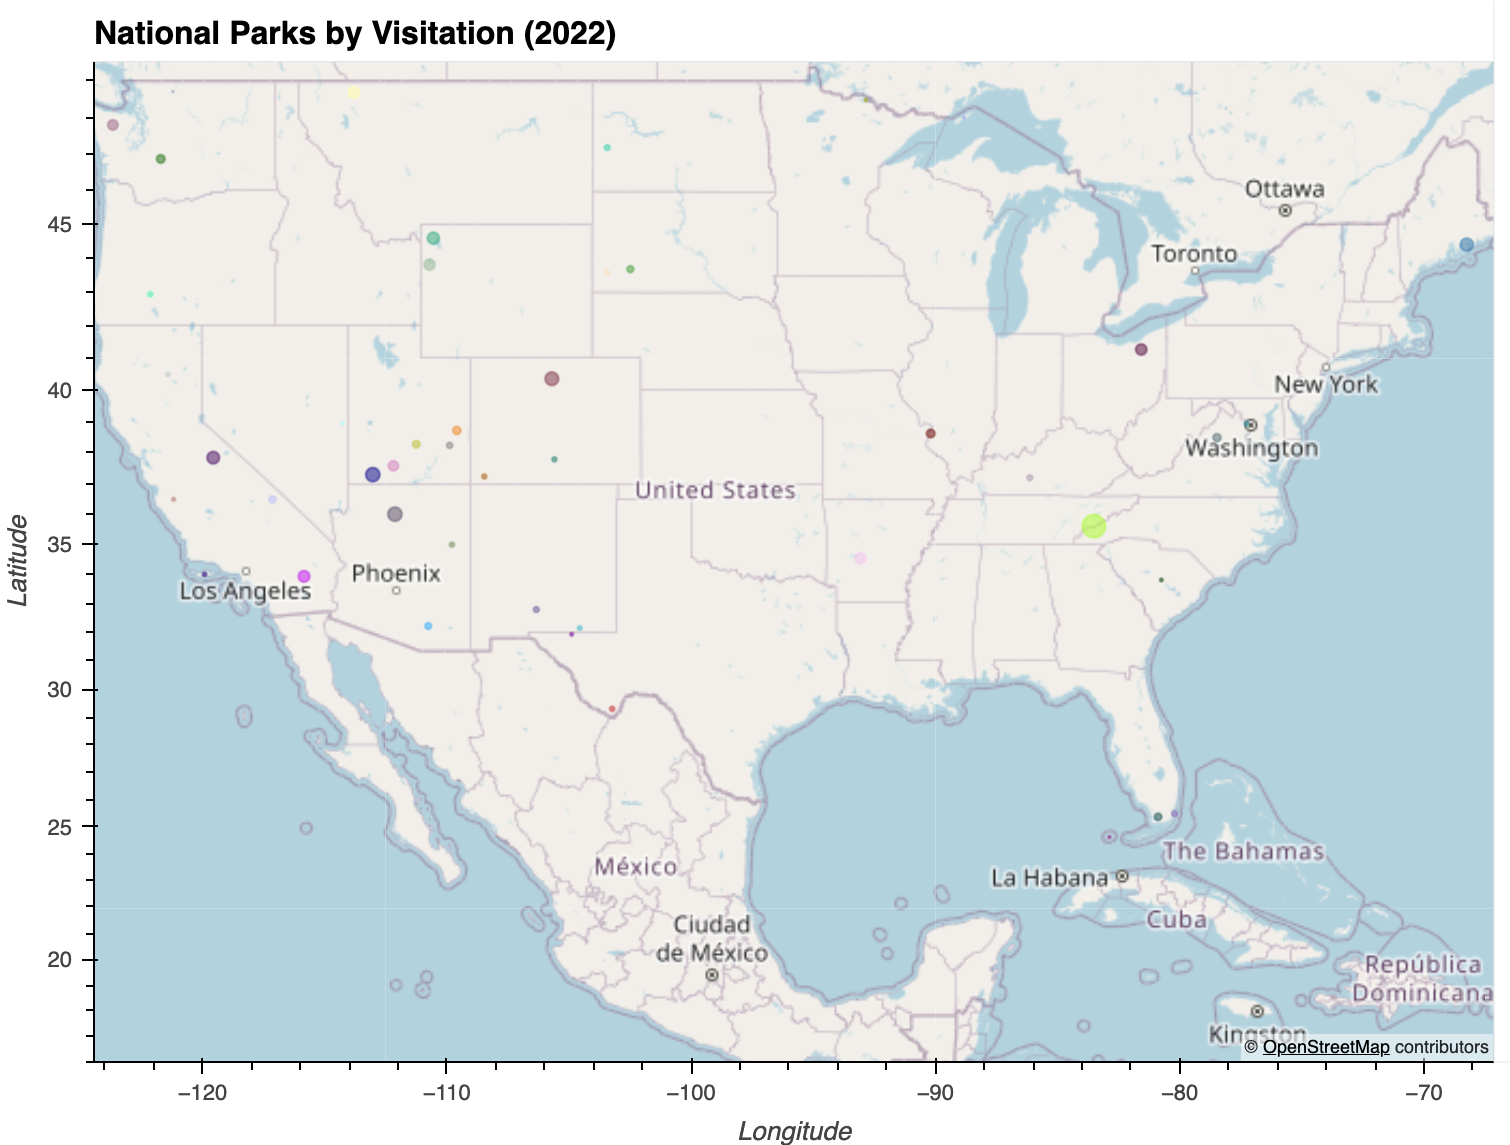 National Parks by Visitation (2022)
Ottawa
45
Toronto
40
New York
Washington
United States
Latitude
35
Phoenix
Los Angeles
30
25
The Bahamas
México
La Habana
Cuba
Ciudad
de México
20
República
Dominicana
Kingston
© OpenStreetMap contributors
−120
−110
−100
−90
−80
−70
Longitude